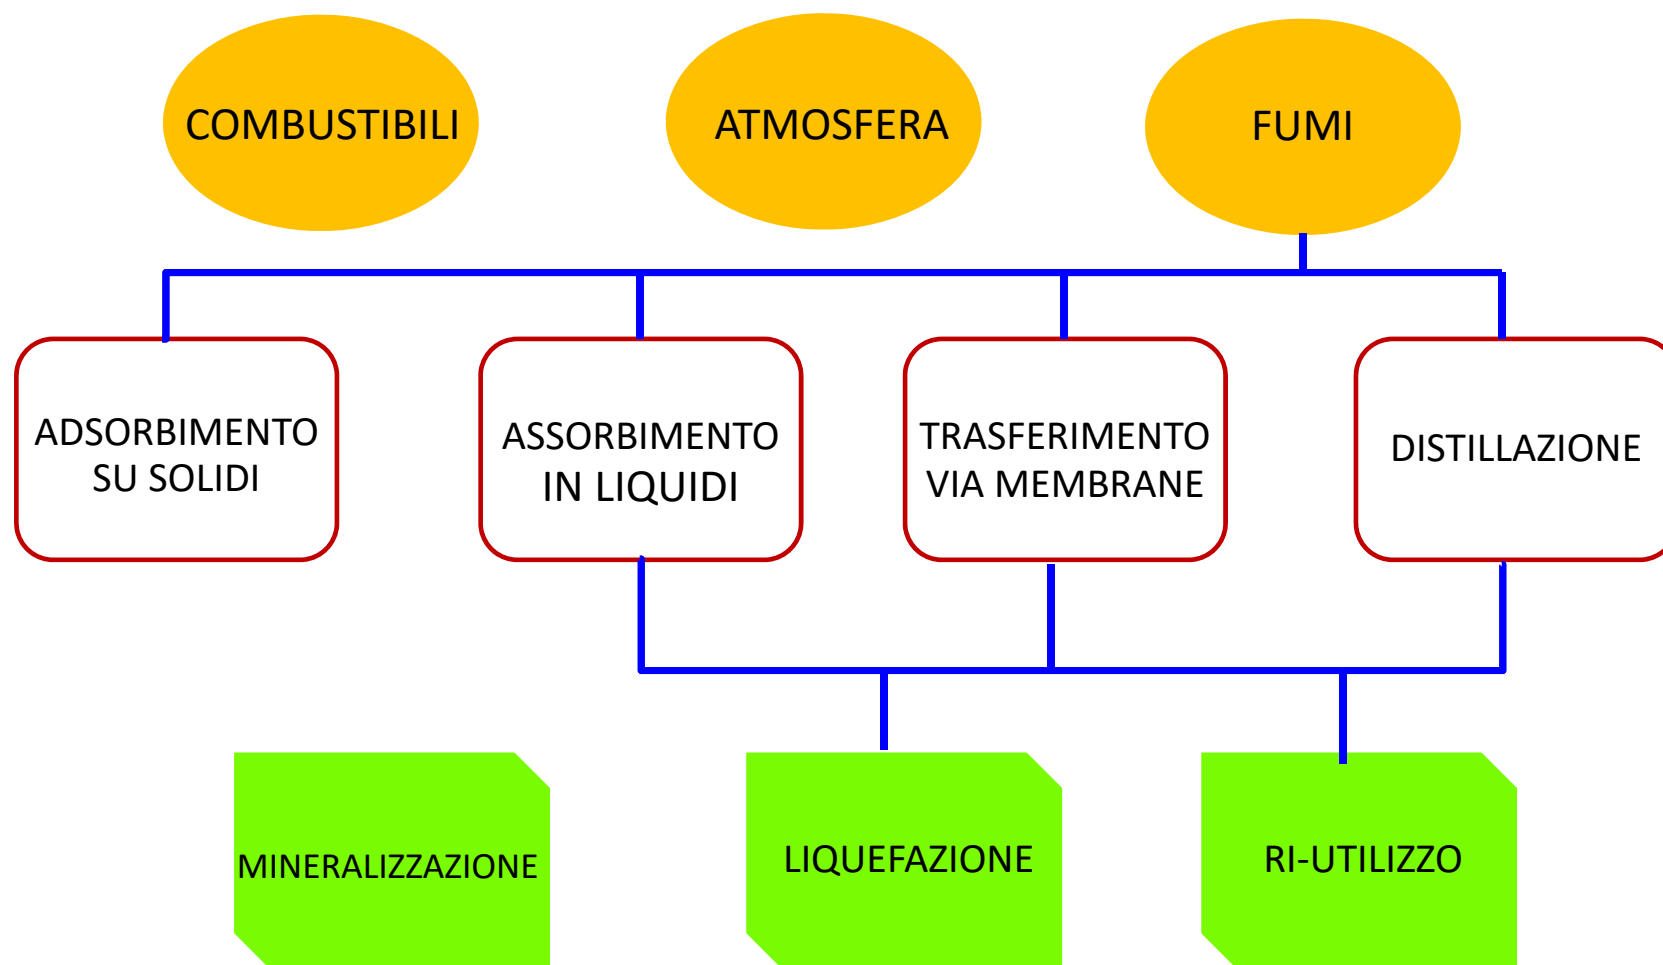 COMBUSTIBILI
ATMOSFERA
FUMI
ADSORBIMENTO
SU SOLIDI
ASSORBIMENTO
IN LIQUIDI
TRASFERIMENTO
VIA MEMBRANE
DISTILLAZIONE
MINERALIZZAZIONE
LIQUEFAZIONE
RI-UTILIZZO